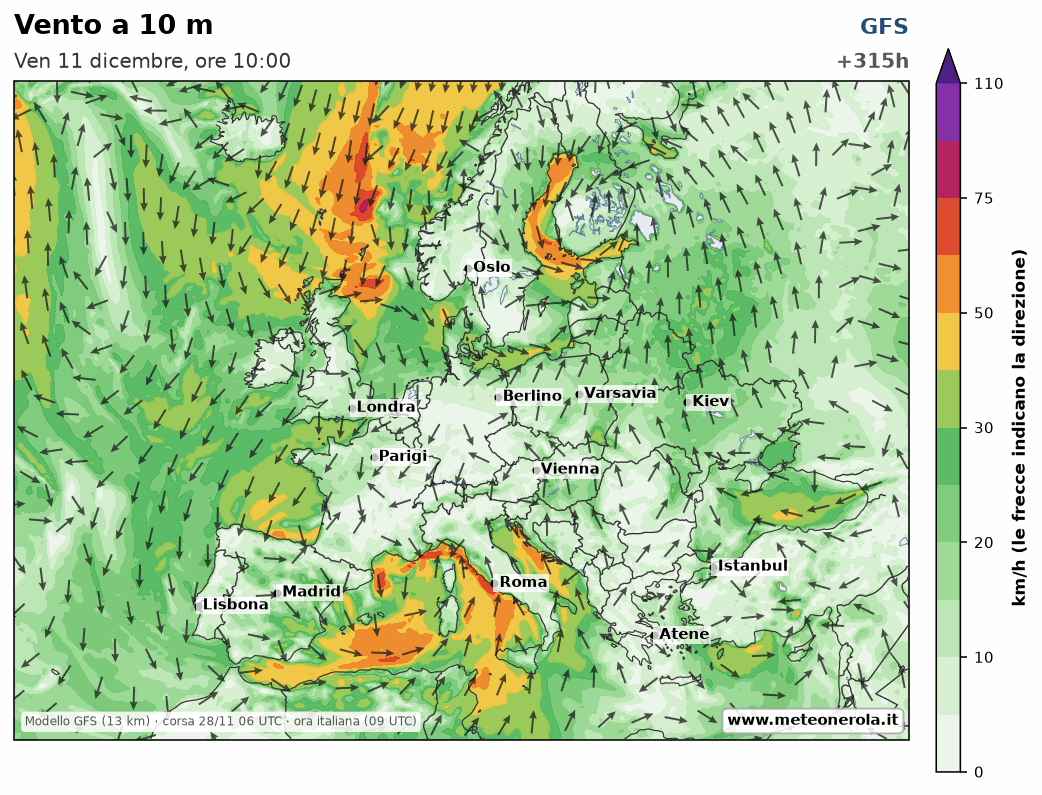 Vento a 10 m
GFS
Ven 11 dicembre, ore 10:00
+315h
110
75
50
30
20
10
0
km/h (le frecce indicano la direzione)
Oslo
Berlino
Varsavia
Kiev
Londra
Parigi
Vienna
Istanbul
Roma
Madrid
Lisbona
Atene
Modello GFS (13 km) · corsa 28/11 06 UTC · ora italiana (09 UTC)
www.meteonerola.it